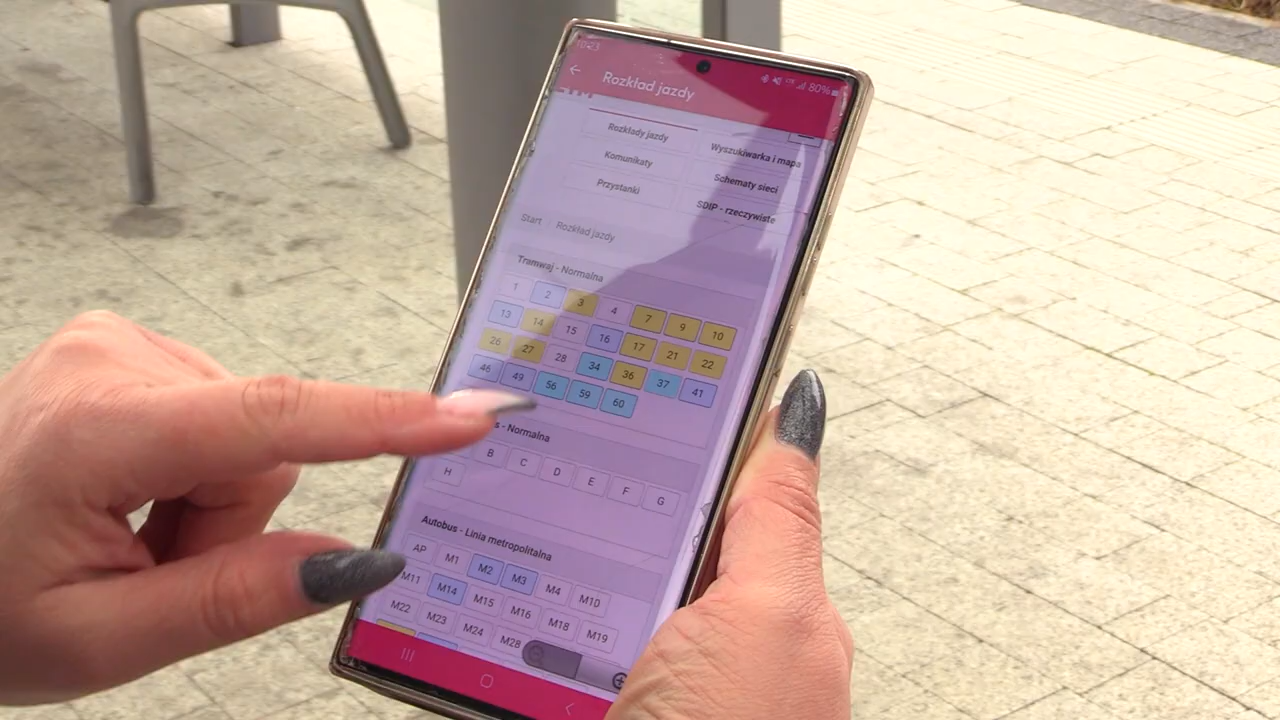 10:23
80%
Rozkład jazdy
Rozkłady jazdy Wyszukiwarka i mapa
Komunikaty Schematy sieci
Przystanki SDIP - rzeczywiste
Start Rozkład jazdy
Tramwaj - Normalna
1 2 3 4 7 9 10
13 14 15 16 17 21 22
26 27 28 34 36 37 41
46 49 56 59 60
- Normalna
B C D E F G
H
Autobus - Linia metropolitalna
AP M1 M2 M3 M4 M10
M11 M14 M15 M16 M18 M19
M22 M23 M24 M28